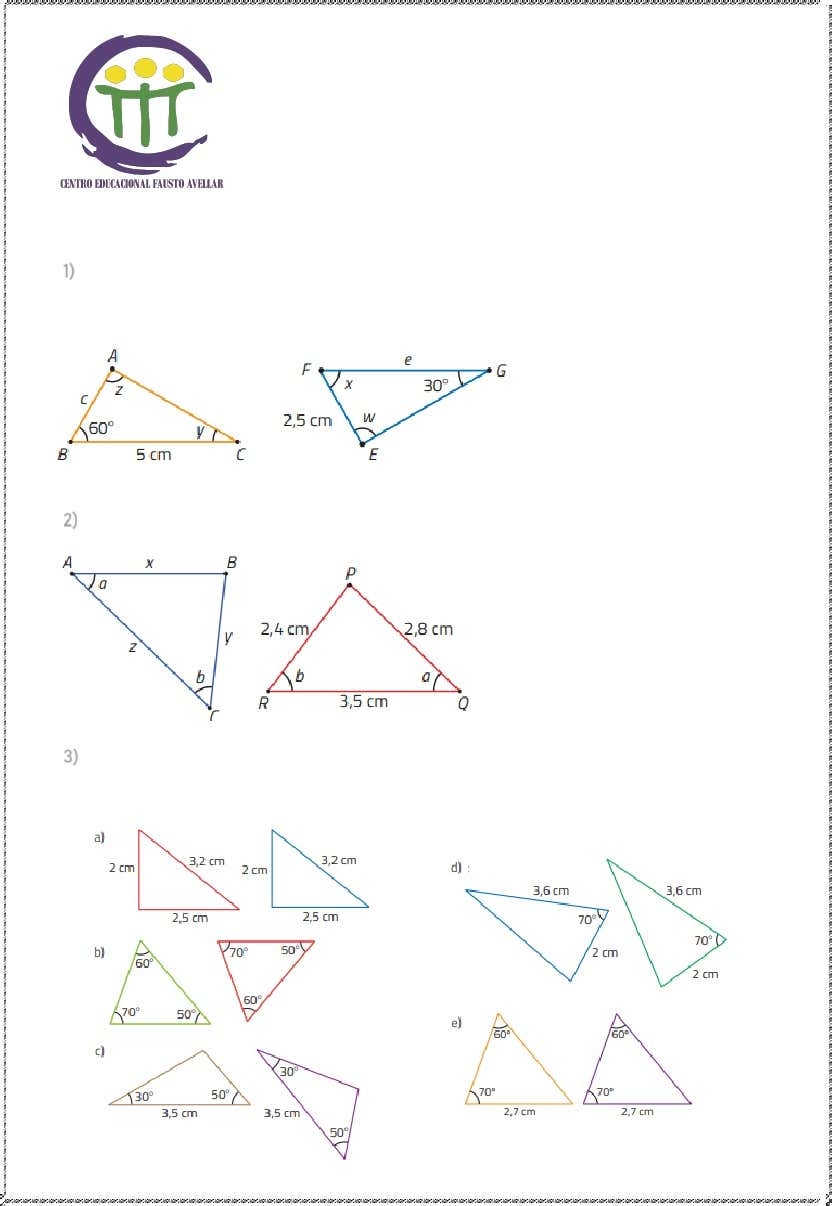 CENTRO EDUCACIONAL FAUSTO AVELLAR
1)
A
z
c
60°
y
B
5 cm
C
F
e
G
x
30°
2,5 cm
w
E
2)
A
x
B
a
z
y
b
C
P
2,4 cm
2,8 cm
b
a
R
3,5 cm
Q
3)
a)
2 cm
3,2 cm
2,5 cm
2 cm
3,2 cm
2,5 cm
b)
60°
70°
50°
70°
50°
60°
c)
30°
50°
3,5 cm
30°
3,5 cm
50°
d) :
3,6 cm
70°
2 cm
3,6 cm
70°
2 cm
e)
60°
70°
2,7 cm
60°
70°
2,7 cm